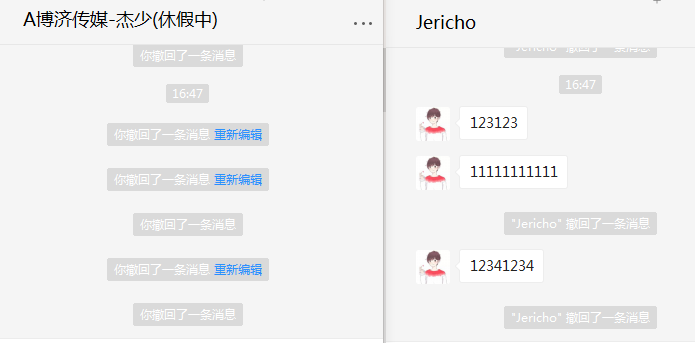 A博济传媒-杰少(休假中)
你撤回了一条消息
16:47
你撤回了一条消息 重新编辑
你撤回了一条消息 重新编辑
你撤回了一条消息
你撤回了一条消息 重新编辑
你撤回了一条消息
Jericho
"Jericho" 撤回了一条消息
16:47
123123
11111111111
"Jericho" 撤回了一条消息
12341234
"Jericho" 撤回了一条消息